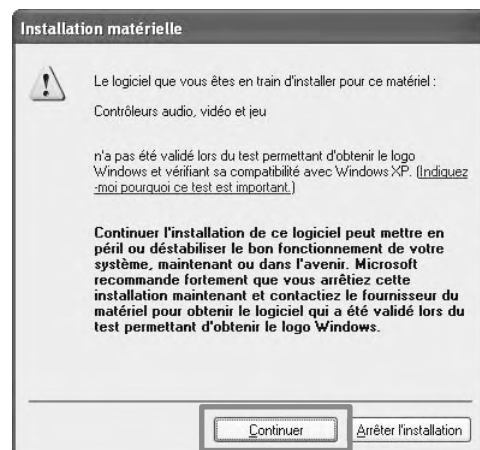 Installation matérielle
Le logiciel que vous êtes en train d'installer pour ce matériel :
Contrôleurs audio, vidéo et jeu
n'a pas été validé lors du test permettant d'obtenir le logo
Windows et vérifiant sa compatibilité avec Windows XP. (Indiquez
-moi pourquoi ce test est important.)
Continuer l'installation de ce logiciel peut mettre en
péril ou déstabiliser le bon fonctionnement de votre
système, maintenant ou dans l'avenir. Microsoft
recommande fortement que vous arrêtiez cette
installation maintenant et contactiez le fournisseur du
matériel pour obtenir le logiciel qui a été validé lors du
test permettant d'obtenir le logo Windows.
Continuer
Arrêter l'installation